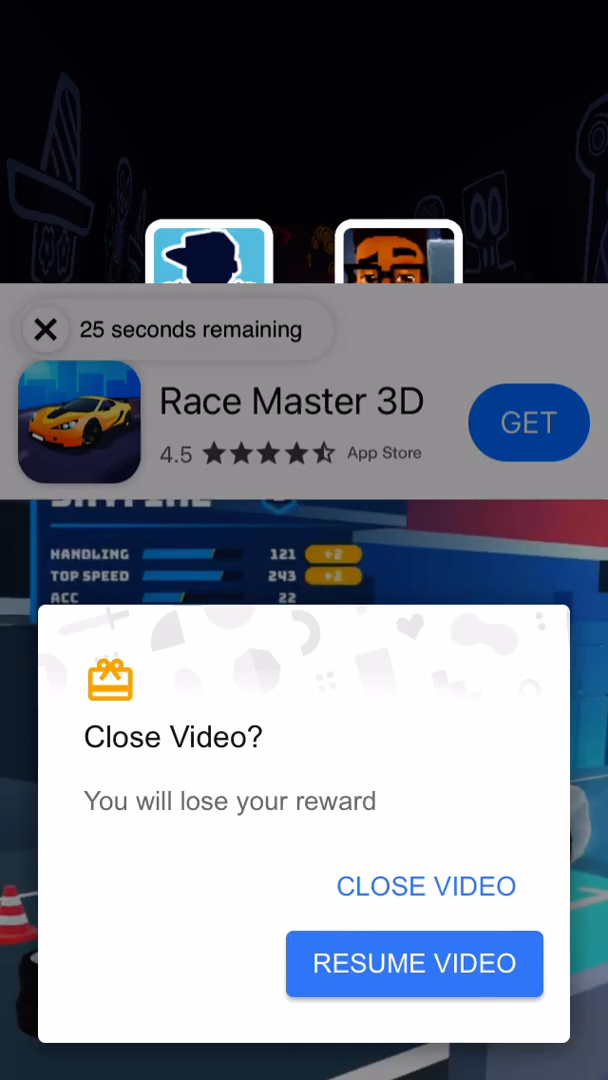 25 seconds remaining
Race Master 3D
GET
4.5
App Store
HANDLING 121 +2
TOP SPEED 243 +2
ACC 22
Close Video?
You will lose your reward
CLOSE VIDEO
RESUME VIDEO